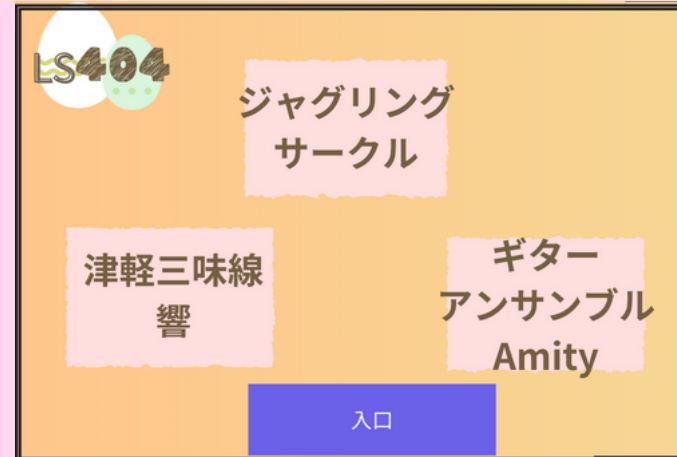 LS404
ジャグリング
サークル
津軽三味線
響
ギター
アンサンブル
Amity
入口